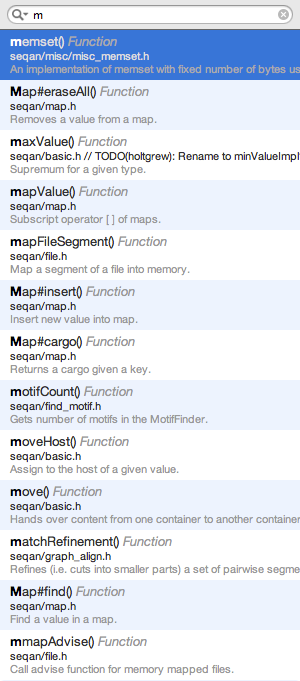 m
memset() Function
seqan/misc/misc_memset.h
An implementation of memset with fixed number of bytes us
Map#eraseAll() Function
seqan/map.h
Removes a value from a map.
maxValue() Function
seqan/basic.h // TODO(holtgrew): Rename to minValueImpl
Supremum for a given type.
mapValue() Function
seqan/map.h
Subscript operator [ ] of maps.
mapFileSegment() Function
seqan/file.h
Map a segment of a file into memory.
Map#insert() Function
seqan/map.h
Insert new value into map.
Map#cargo() Function
seqan/map.h
Returns a cargo given a key.
motifCount() Function
seqan/find_motif.h
Gets number of motifs in the MotifFinder.
moveHost() Function
seqan/basic.h
Assign to the host of a given value.
move() Function
seqan/basic.h
Hands over content from one container to another container
matchRefinement() Function
seqan/graph_align.h
Refines (i.e. cuts into smaller parts) a set of pairwise segme
Map#find() Function
seqan/map.h
Find a value in a map.
mmapAdvise() Function
seqan/file.h
Call advise function for memory mapped files.